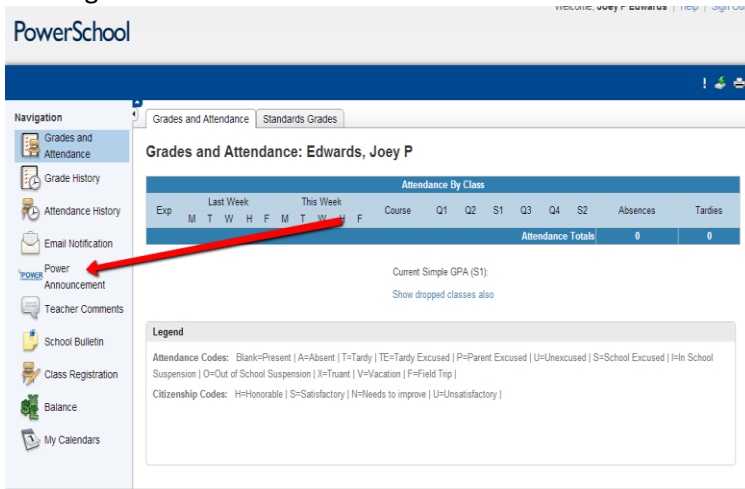 Welcome, Joey P Edwards | Help | Sign Out
PowerSchool
Navigation
Grades and
Attendance
Grade History
Attendance History
Email Notification
POWER
Power
Announcement
Teacher Comments
School Bulletin
Class Registration
Balance
My Calendars
Grades and Attendance
Standards Grades
Grades and Attendance: Edwards, Joey P
Attendance By Class
Exp Last Week This Week Course Q1 Q2 S1 Q3 Q4 S2 Absences Tardies
M T W H F M T W H F
Attendance Totals 0 0
Current Simple GPA (S1):
Show dropped classes also
Legend
Attendance Codes: Blank=Present | A=Absent | T=Tardy | TE=Tardy Excused | P=Parent Excused | U=Unexcused | S=School Excused | I=In School
Suspension | O=Out of School Suspension | X=Truant | V=Vacation | F=Field Trip |
Citizenship Codes: H=Honorable | S=Satisfactory | N=Needs to improve | U=Unsatisfactory |